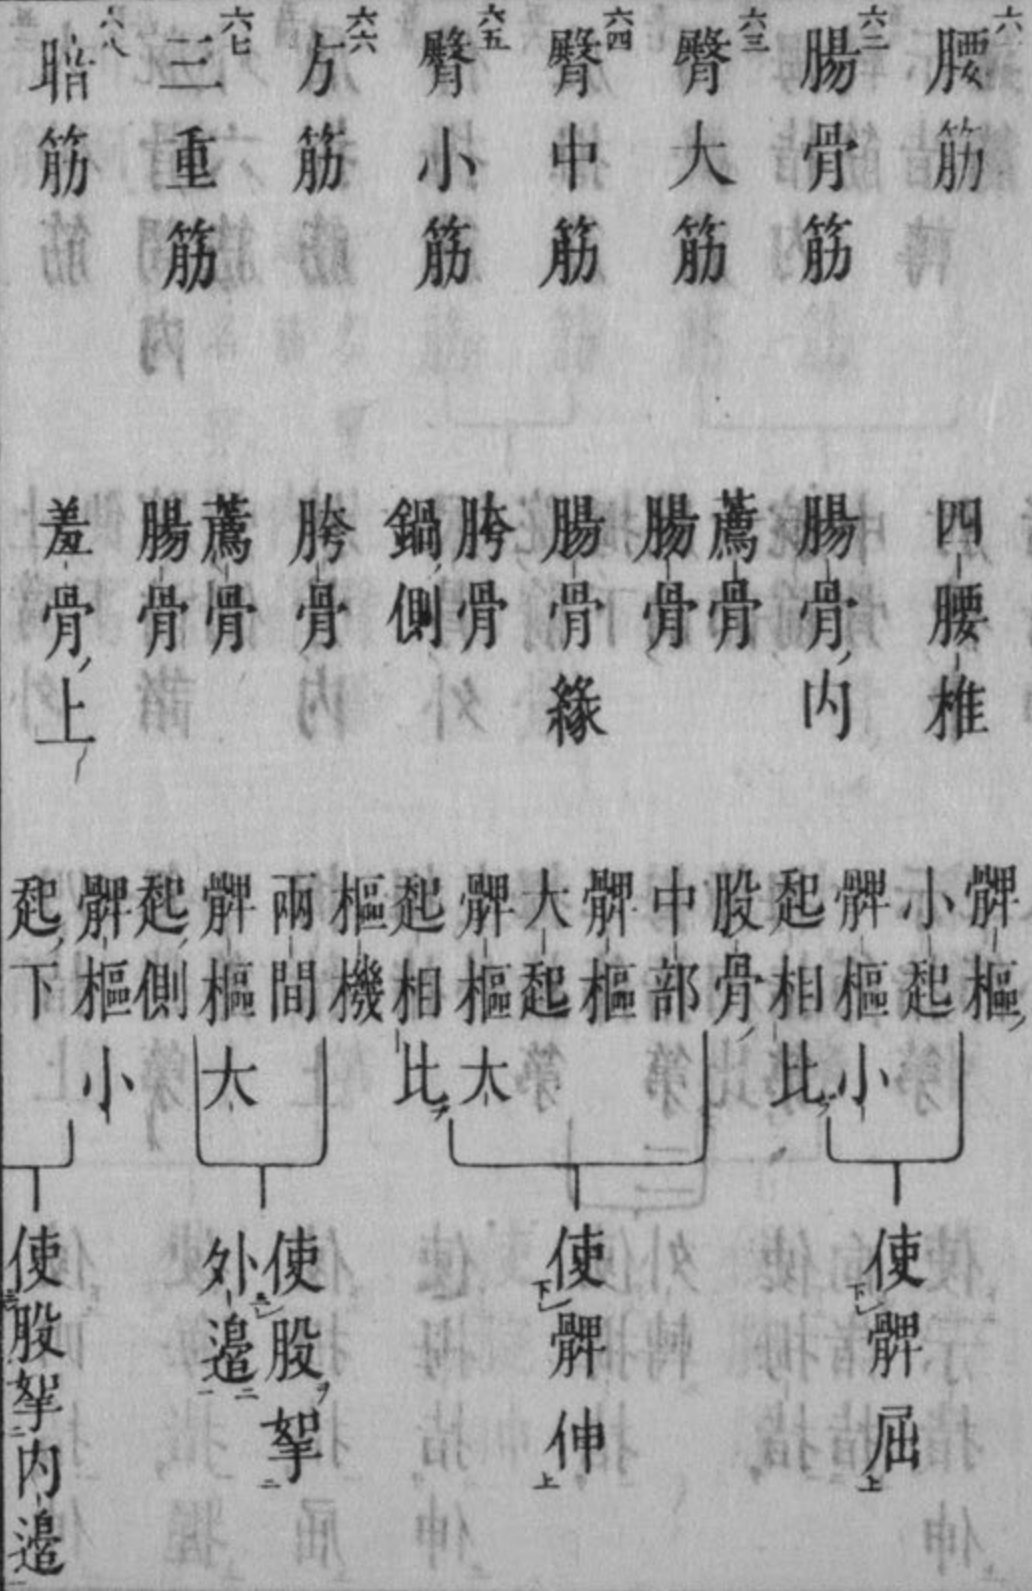 六
腰筋
四腰椎
髀樞
小起
六二
腸骨筋
腸骨内
髀樞小
起相比
使髀屈
六三
臀大筋
薦骨
腸骨
股骨
中部
六四
臀中筋
腸骨緣
髀樞
大起
六五
臀小筋
胯骨
鍋側
髀樞大
起相比
使髀伸
六六
方筋
胯骨
樞機
兩間
六七
三重筋
薦骨
腸骨
髀樞大
起側
使股挐
外邉
六八
暗筋
羞骨上
髀樞小
起下
使股挐内邉